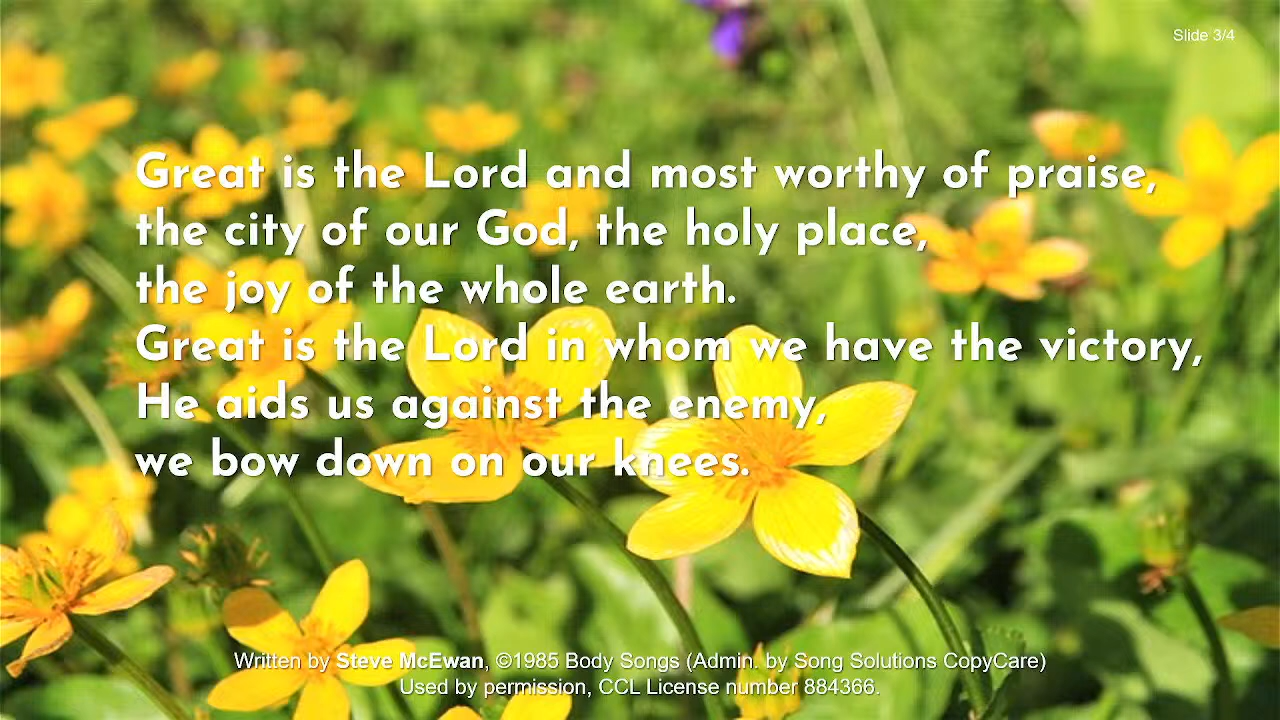 Slide 3/4
Great is the Lord and most worthy of praise,
the city of our God, the holy place,
the joy of the whole earth.
Great is the Lord in whom we have the victory,
He aids us against the enemy,
we bow down on our knees.
Written by Steve McEwan, ©1985 Body Songs (Admin. by Song Solutions CopyCare)
Used by permission, CCL License number 884366.